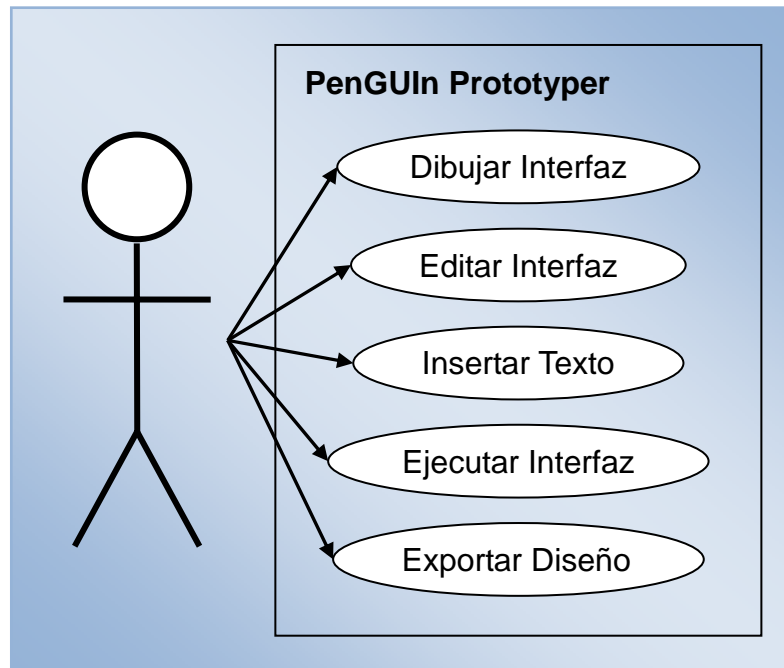 PenGUIn Prototyper
Dibujar Interfaz
Editar Interfaz
Insertar Texto
Ejecutar Interfaz
Exportar Diseño